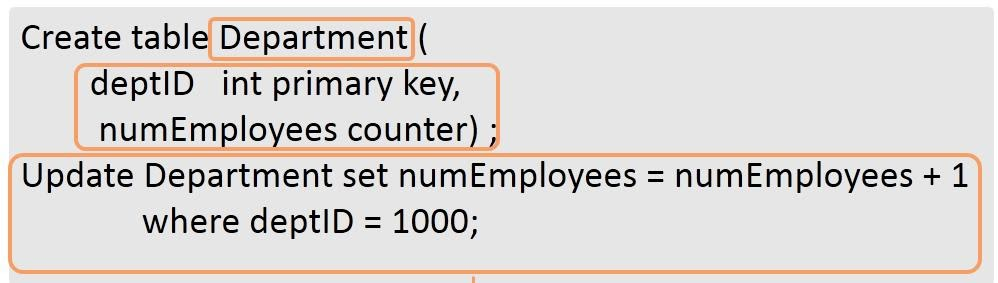 Create table Department (
deptID int primary key,
numEmployees counter) ;
Update Department set numEmployees = numEmployees + 1
where deptID = 1000;